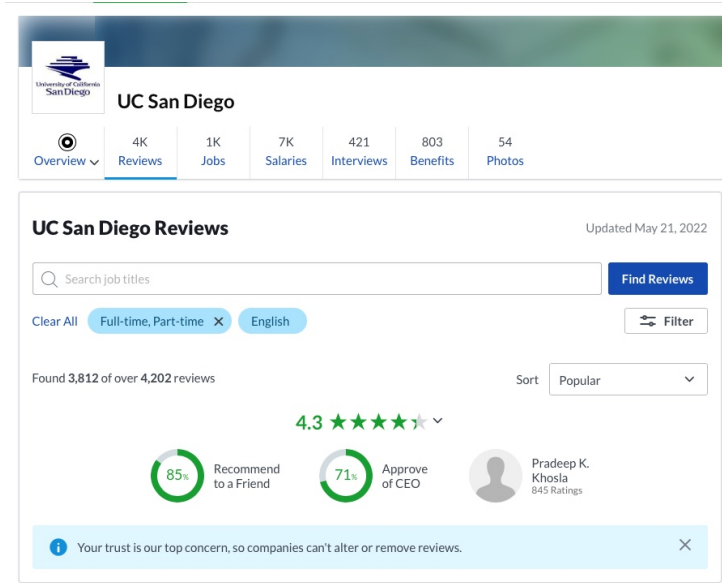 University of California
San Diego
UC San Diego
4K
1K
7K
421
803
54
Overview
Reviews
Jobs
Salaries
Interviews
Benefits
Photos
UC San Diego Reviews
Updated May 21, 2022
Search job titles
Find Reviews
Clear All
Full-time, Part-time
English
Filter
Found 3,812 of over 4,202 reviews
Sort
Popular
4.3
85%
Recommend
to a Friend
71%
Approve
of CEO
Pradeep K.
Khosla
845 Ratings
Your trust is our top concern, so companies can't alter or remove reviews.